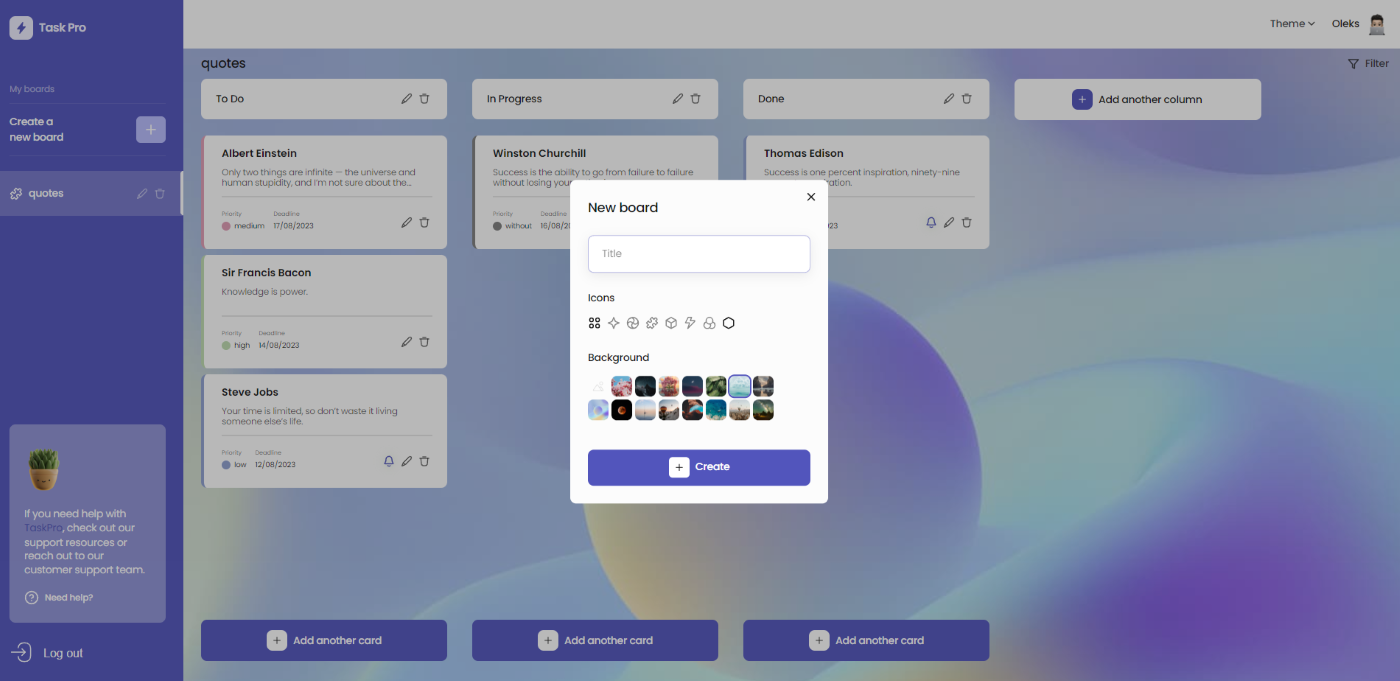 Task Pro
Theme
Oleks
My boards
Create a
new board
quotes
If you need help with
TaskPro, check out our
support resources or
reach out to our
customer support team.
Need help?
Log out
quotes
Filter
To Do
In Progress
Done
Add another column
Albert Einstein
Only two things are infinite — the universe and
human stupidity, and I'm not sure about the...
Priority
Deadline
medium
17/08/2023
Sir Francis Bacon
Knowledge is power.
Priority
Deadline
high
14/08/2023
Steve Jobs
Your time is limited, so don't waste it living
someone else's life.
Priority
Deadline
low
12/08/2023
Winston Churchill
Success is the ability to go from failure to failure
without losing your
Priority
Deadline
without
16/08/2
Thomas Edison
Success is one percent inspiration, ninety-nine
New board
Title
Icons
Background
Create
Add another card
Add another card
Add another card